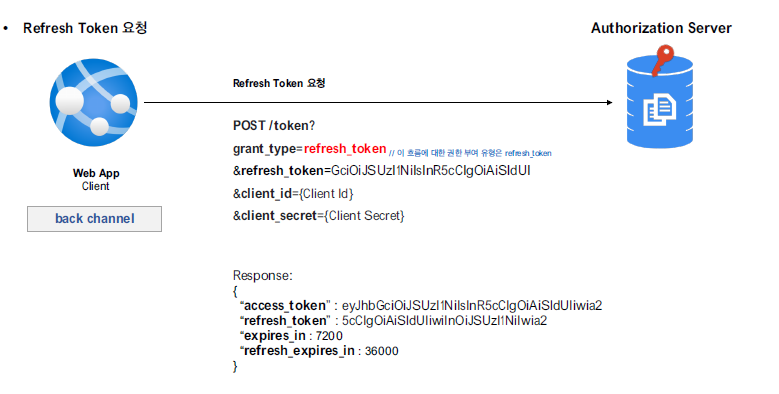 • Refresh Token 요청
Authorization Server
Refresh Token 요청
POST /token?
grant_type=refresh_token // 이 흐름에 대한 권한 부여 유형은 refresh_token
&refresh_token=GciOiJSUzI1NiIsInR5cCIgOiAiSldUI
&client_id={Client Id}
&client_secret={Client Secret}
Web App
Client
back channel
Response:
{
“access_token” : eyJhbGciOiJSUzI1NiIsInR5cCIgOiAiSldUIiwia2
“refresh_token” : 5cCIgOiAiSldUIiwiInOiJSUzI1NiIwia2
“expires_in : 7200
“refresh_expires_in : 36000
}